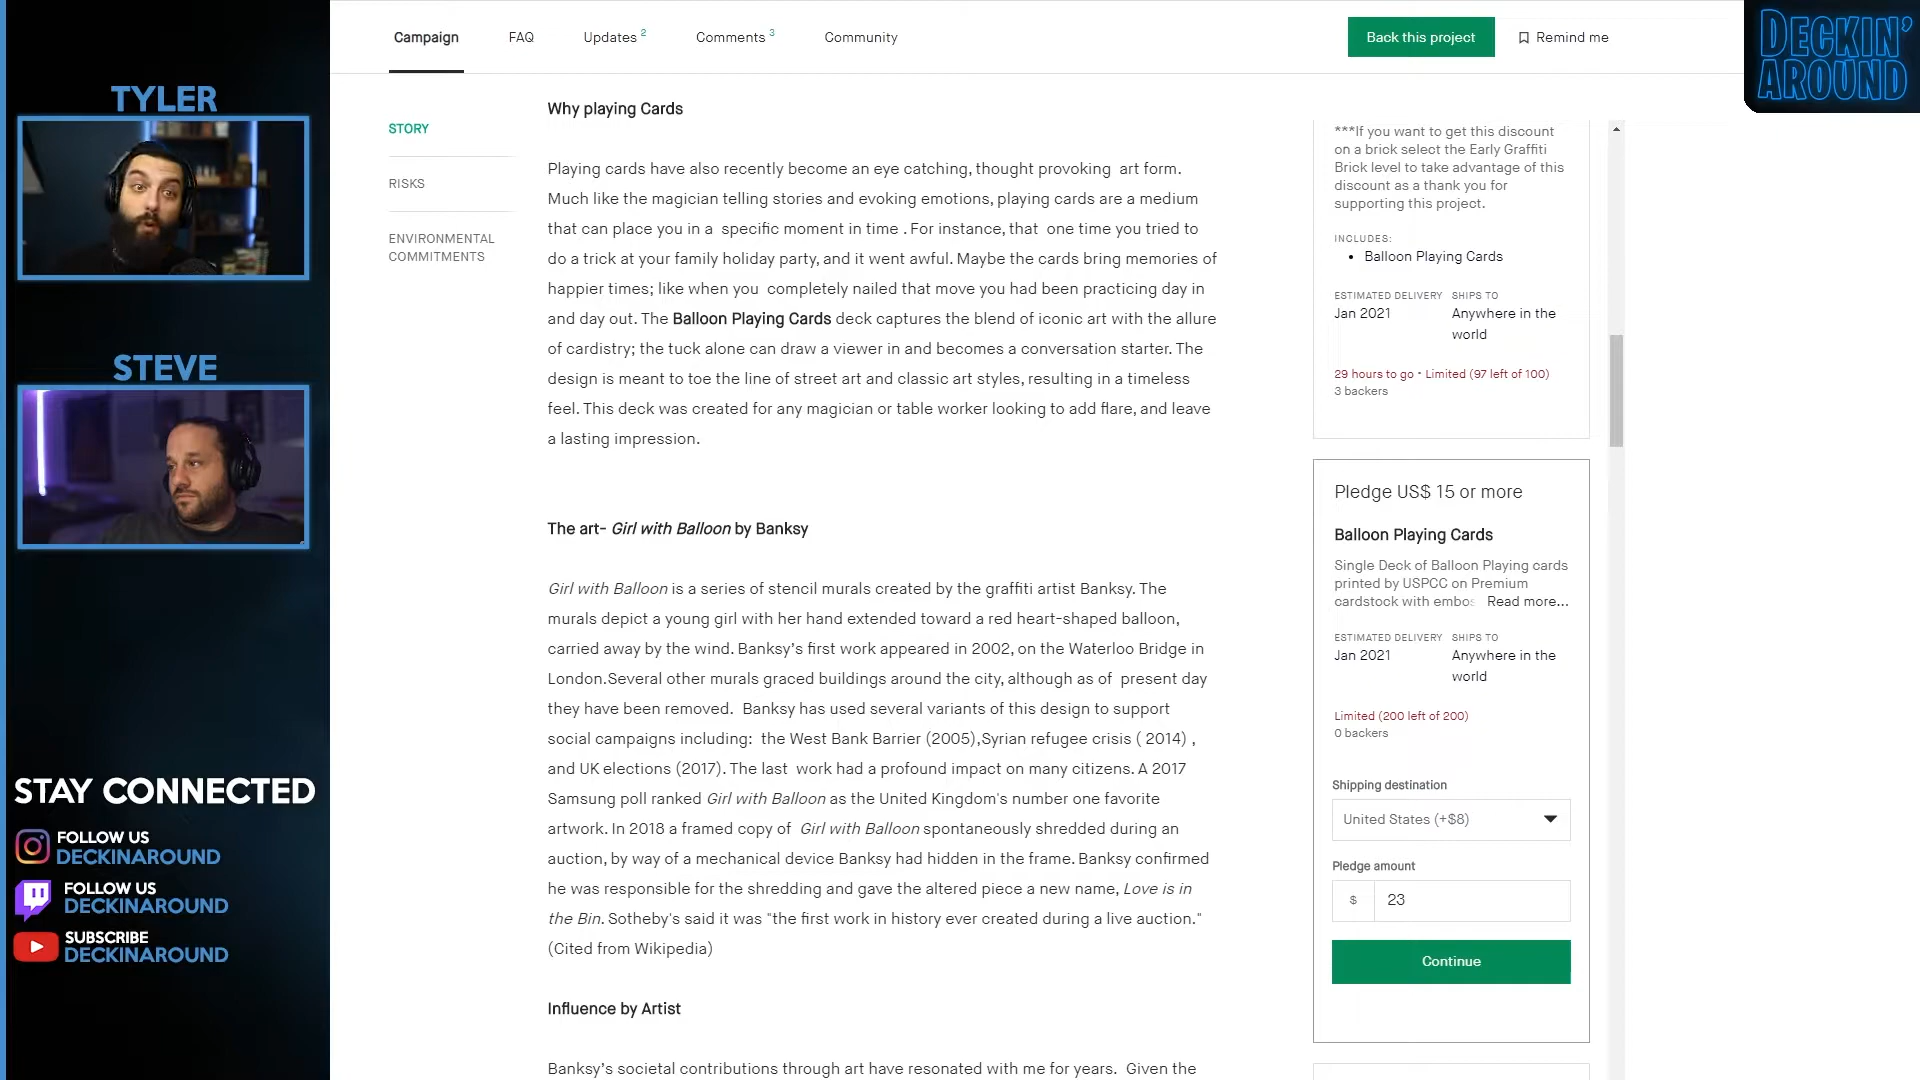 TYLER
STEVE
STAY CONNECTED
FOLLOW US
DECKINAROUND
FOLLOW US
DECKINAROUND
SUBSCRIBE
DECKINAROUND
Campaign
FAQ
Updates 2
Comments 3
Community
Back this project
Remind me
DECKIN'
AROUND
STORY
RISKS
ENVIRONMENTAL
COMMITMENTS
Why playing Cards
Playing cards have also recently become an eye catching, thought provoking  art form.
Much like the magician telling stories and evoking emotions, playing cards are a medium
that can place you in a  specific moment in time . For instance, that  one time you tried to
do a trick at your family holiday party, and it went awful. Maybe the cards bring memories of
happier times; like when you  completely nailed that move you had been practicing day in
and day out. The Balloon Playing Cards deck captures the blend of iconic art with the allure
of cardistry; the tuck alone can draw a viewer in and becomes a conversation starter. The
design is meant to toe the line of street art and classic art styles, resulting in a timeless
feel. This deck was created for any magician or table worker looking to add flare, and leave
a lasting impression.
The art- Girl with Balloon by Banksy
Girl with Balloon is a series of stencil murals created by the graffiti artist Banksy. The
murals depict a young girl with her hand extended toward a red heart-shaped balloon,
carried away by the wind. Banksy's first work appeared in 2002, on the Waterloo Bridge in
London.Several other murals graced buildings around the city, although as of  present day
they have been removed.  Banksy has used several variants of this design to support
social campaigns including:  the West Bank Barrier (2005),Syrian refugee crisis ( 2014) ,
and UK elections (2017). The last  work had a profound impact on many citizens. A 2017
Samsung poll ranked Girl with Balloon as the United Kingdom's number one favorite
artwork. In 2018 a framed copy of  Girl with Balloon spontaneously shredded during an
auction, by way of a mechanical device Banksy had hidden in the frame. Banksy confirmed
he was responsible for the shredding and gave the altered piece a new name, Love is in
the Bin. Sotheby's said it was "the first work in history ever created during a live auction."
(Cited from Wikipedia)
Influence by Artist
Banksy's societal contributions through art have resonated with me for years.  Given the
***If you want to get this discount
on a brick select the Early Graffiti
Brick level to take advantage of this
discount as a thank you for
supporting this project.
INCLUDES:
• Balloon Playing Cards
ESTIMATED DELIVERY SHIPS TO
Jan 2021 Anywhere in the
world
29 hours to go • Limited (97 left of 100)
3 backers
Pledge US$ 15 or more
Balloon Playing Cards
Single Deck of Balloon Playing cards
printed by USPCC on Premium
cardstock with embos Read more...
ESTIMATED DELIVERY SHIPS TO
Jan 2021 Anywhere in the
world
Limited (200 left of 200)
0 backers
Shipping destination
United States (+$8)
Pledge amount
$ 23
Continue